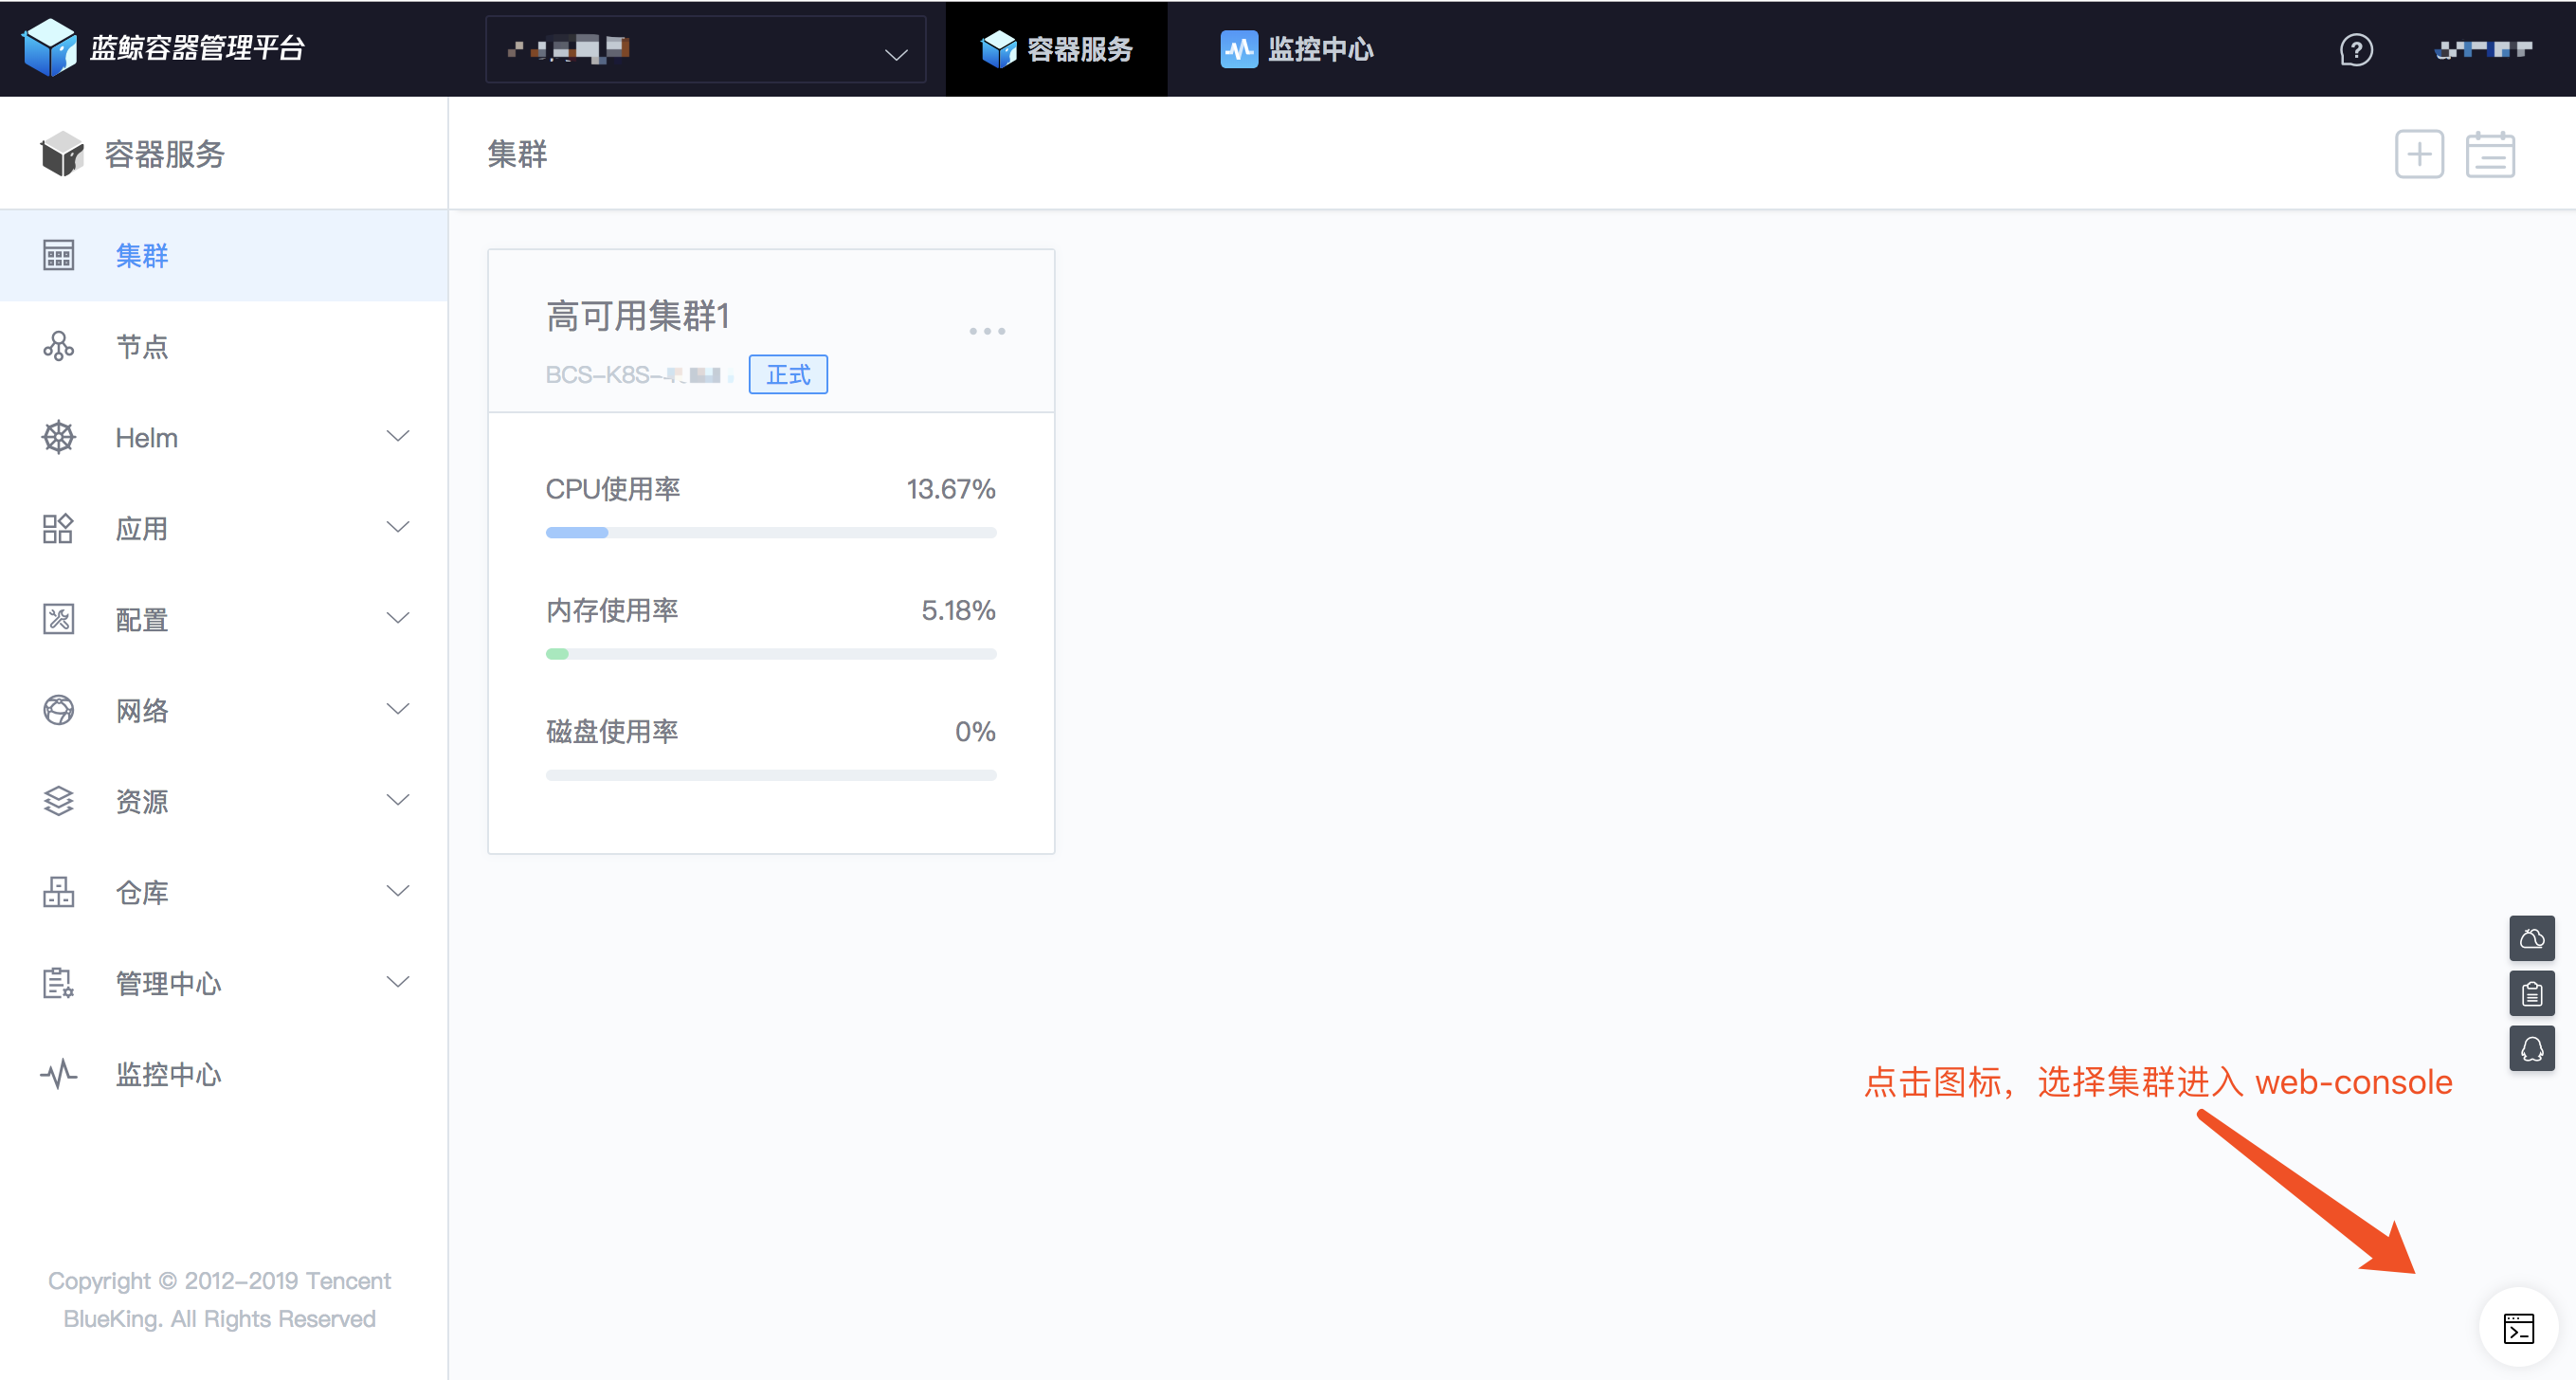 蓝鲸容器管理平台
容器服务
监控中心
容器服务
集群
集群
节点
Helm
应用
配置
网络
资源
仓库
管理中心
监控中心
高可用集群1
BCS-K8S-
正式
CPU使用率 13.67%
内存使用率 5.18%
磁盘使用率 0%
点击图标，选择集群进入 web-console
Copyright © 2012-2019 Tencent
BlueKing. All Rights Reserved